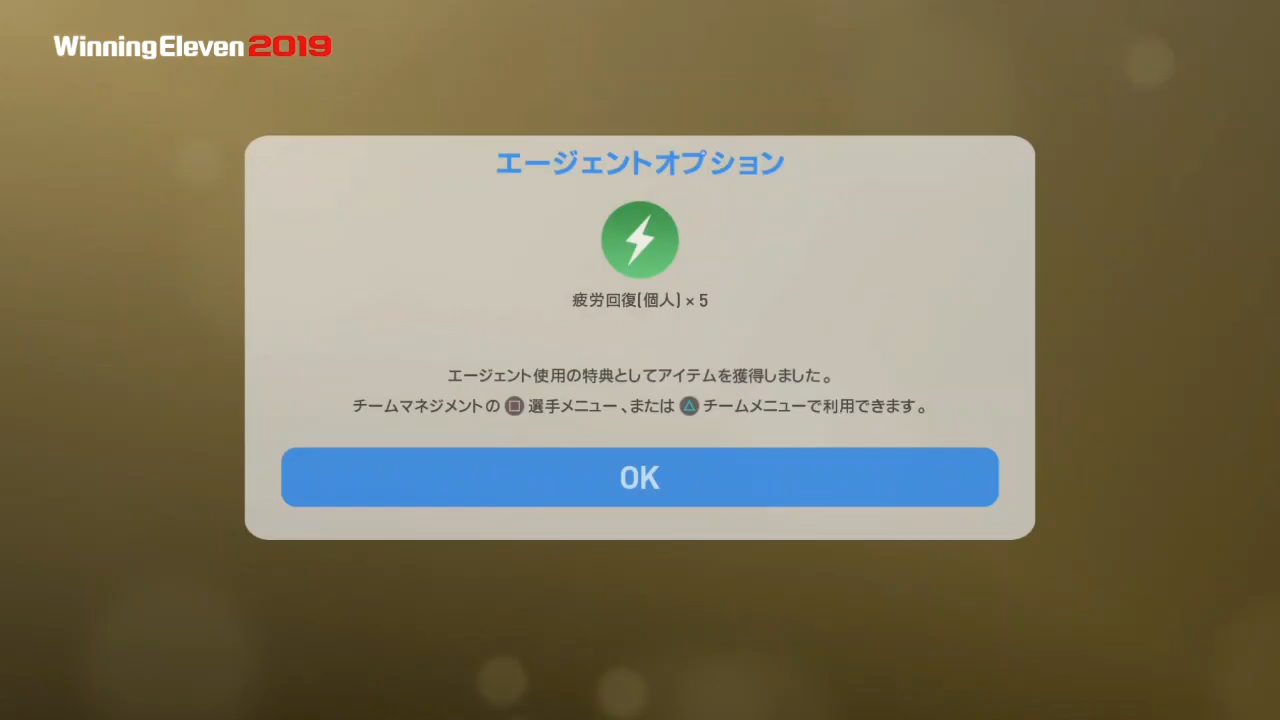 WinningEleven 2019
エージェントオプション
疲労回復(個人) × 5
エージェント使用の特典としてアイテムを獲得しました。
チームマネジメントの □ 選手メニュー、または △ チームメニューで利用できます。
OK